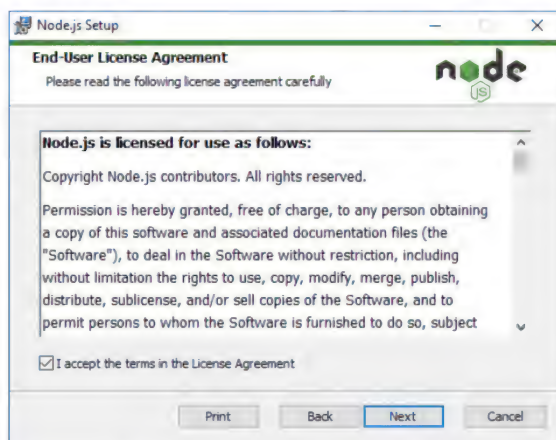 Node.js Setup
End-User License Agreement
Please read the following license agreement carefully
node
JS
Node.js is licensed for use as follows:
Copyright Node.js contributors. All rights reserved.
Permission is hereby granted, free of charge, to any person obtaining
a copy of this software and associated documentation files (the
"Software"), to deal in the Software without restriction, including
without limitation the rights to use, copy, modify, merge, publish,
distribute, sublicense, and/or sell copies of the Software, and to
permit persons to whom the Software is furnished to do so, subject
I accept the terms in the License Agreement
Print Back Next Cancel